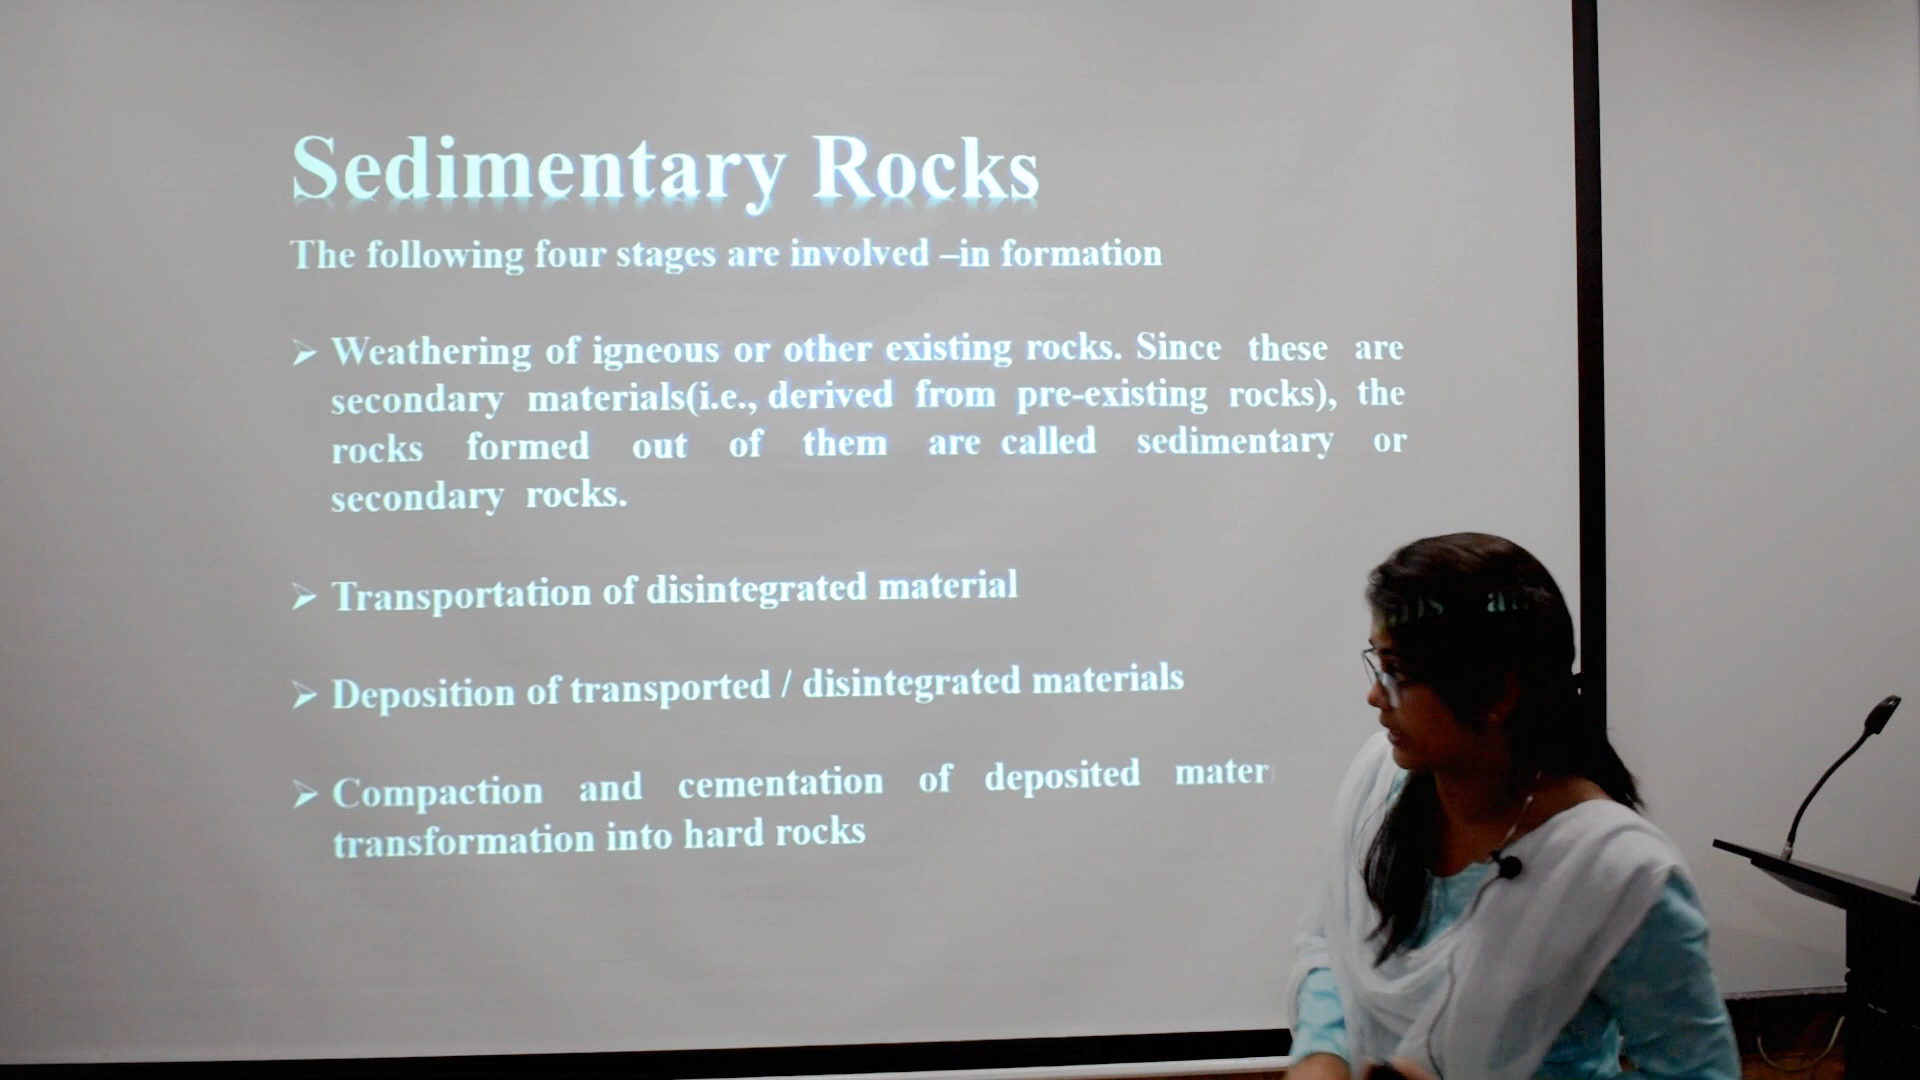 Sedimentary Rocks
The following four stages are involved –in formation
➢ Weathering of igneous or other existing rocks. Since these are
secondary materials(i.e., derived from pre-existing rocks), the
rocks formed out of them are called sedimentary or
secondary rocks.
➢ Transportation of disintegrated material
➢ Deposition of transported / disintegrated materials
➢ Compaction and cementation of deposited
transformation into hard rocks